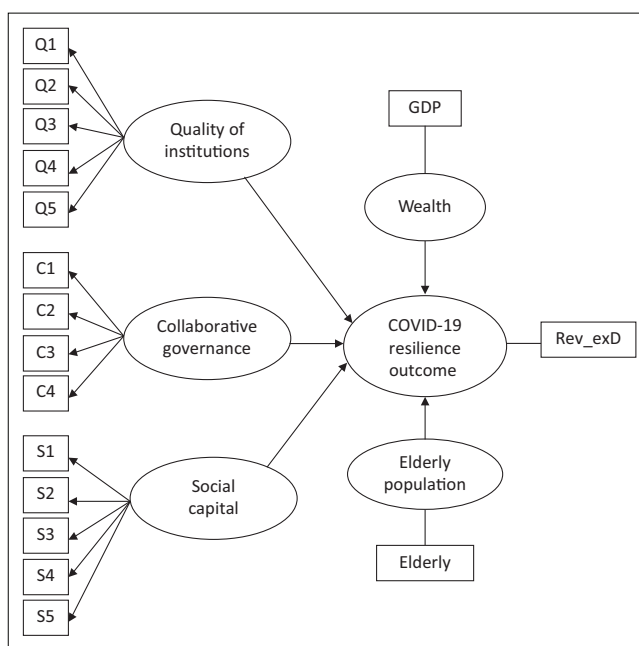 Q1
Q2
Q3
Q4
Q5
Quality of
institutions
C1
C2
C3
C4
Collaborative
governance
S1
S2
S3
S4
S5
Social
capital
GDP
Wealth
COVID-19
resilience
outcome
Rev_exD
Elderly
population
Elderly